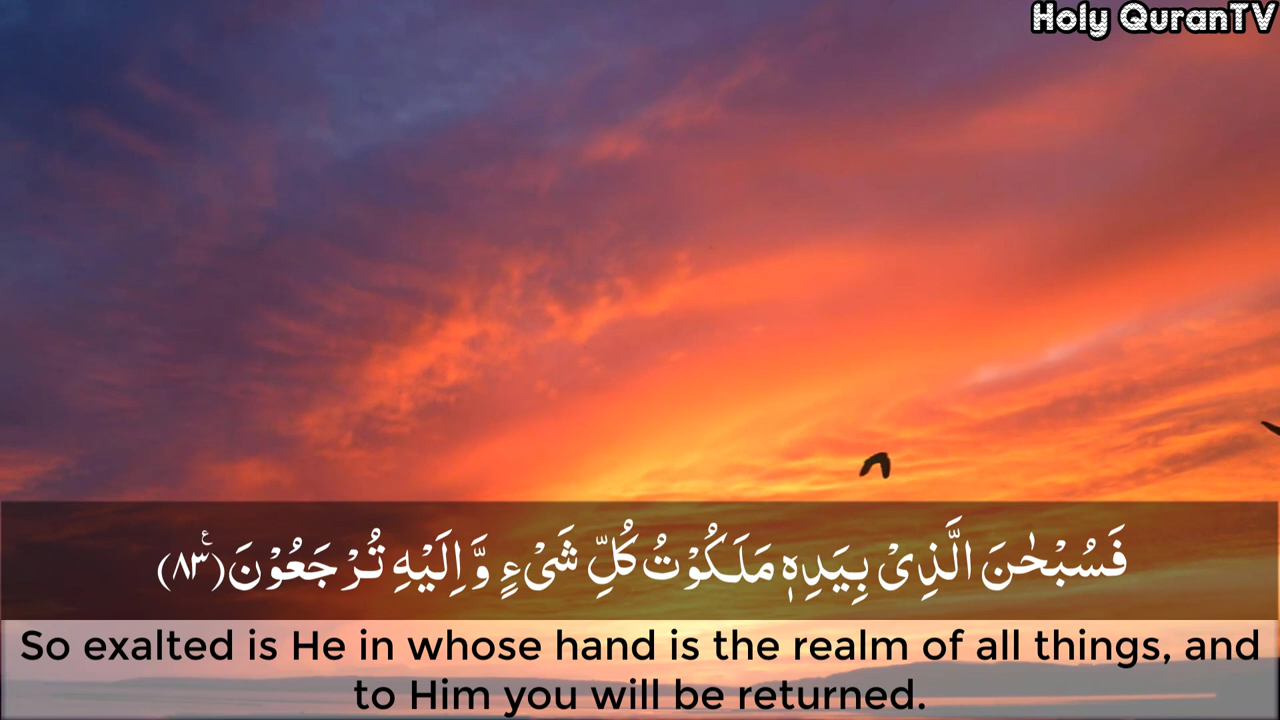 Holy QuranTV
فَسُبْحٰنَ الَّذِیْ بِیَدِهٖ مَلَكُوْتُ كُلِّ شَیْءٍ وَّ اِلَیْهِ تُرْجَعُوْنَ۠(۸۳)
So exalted is He in whose hand is the realm of all things, and
to Him you will be returned.